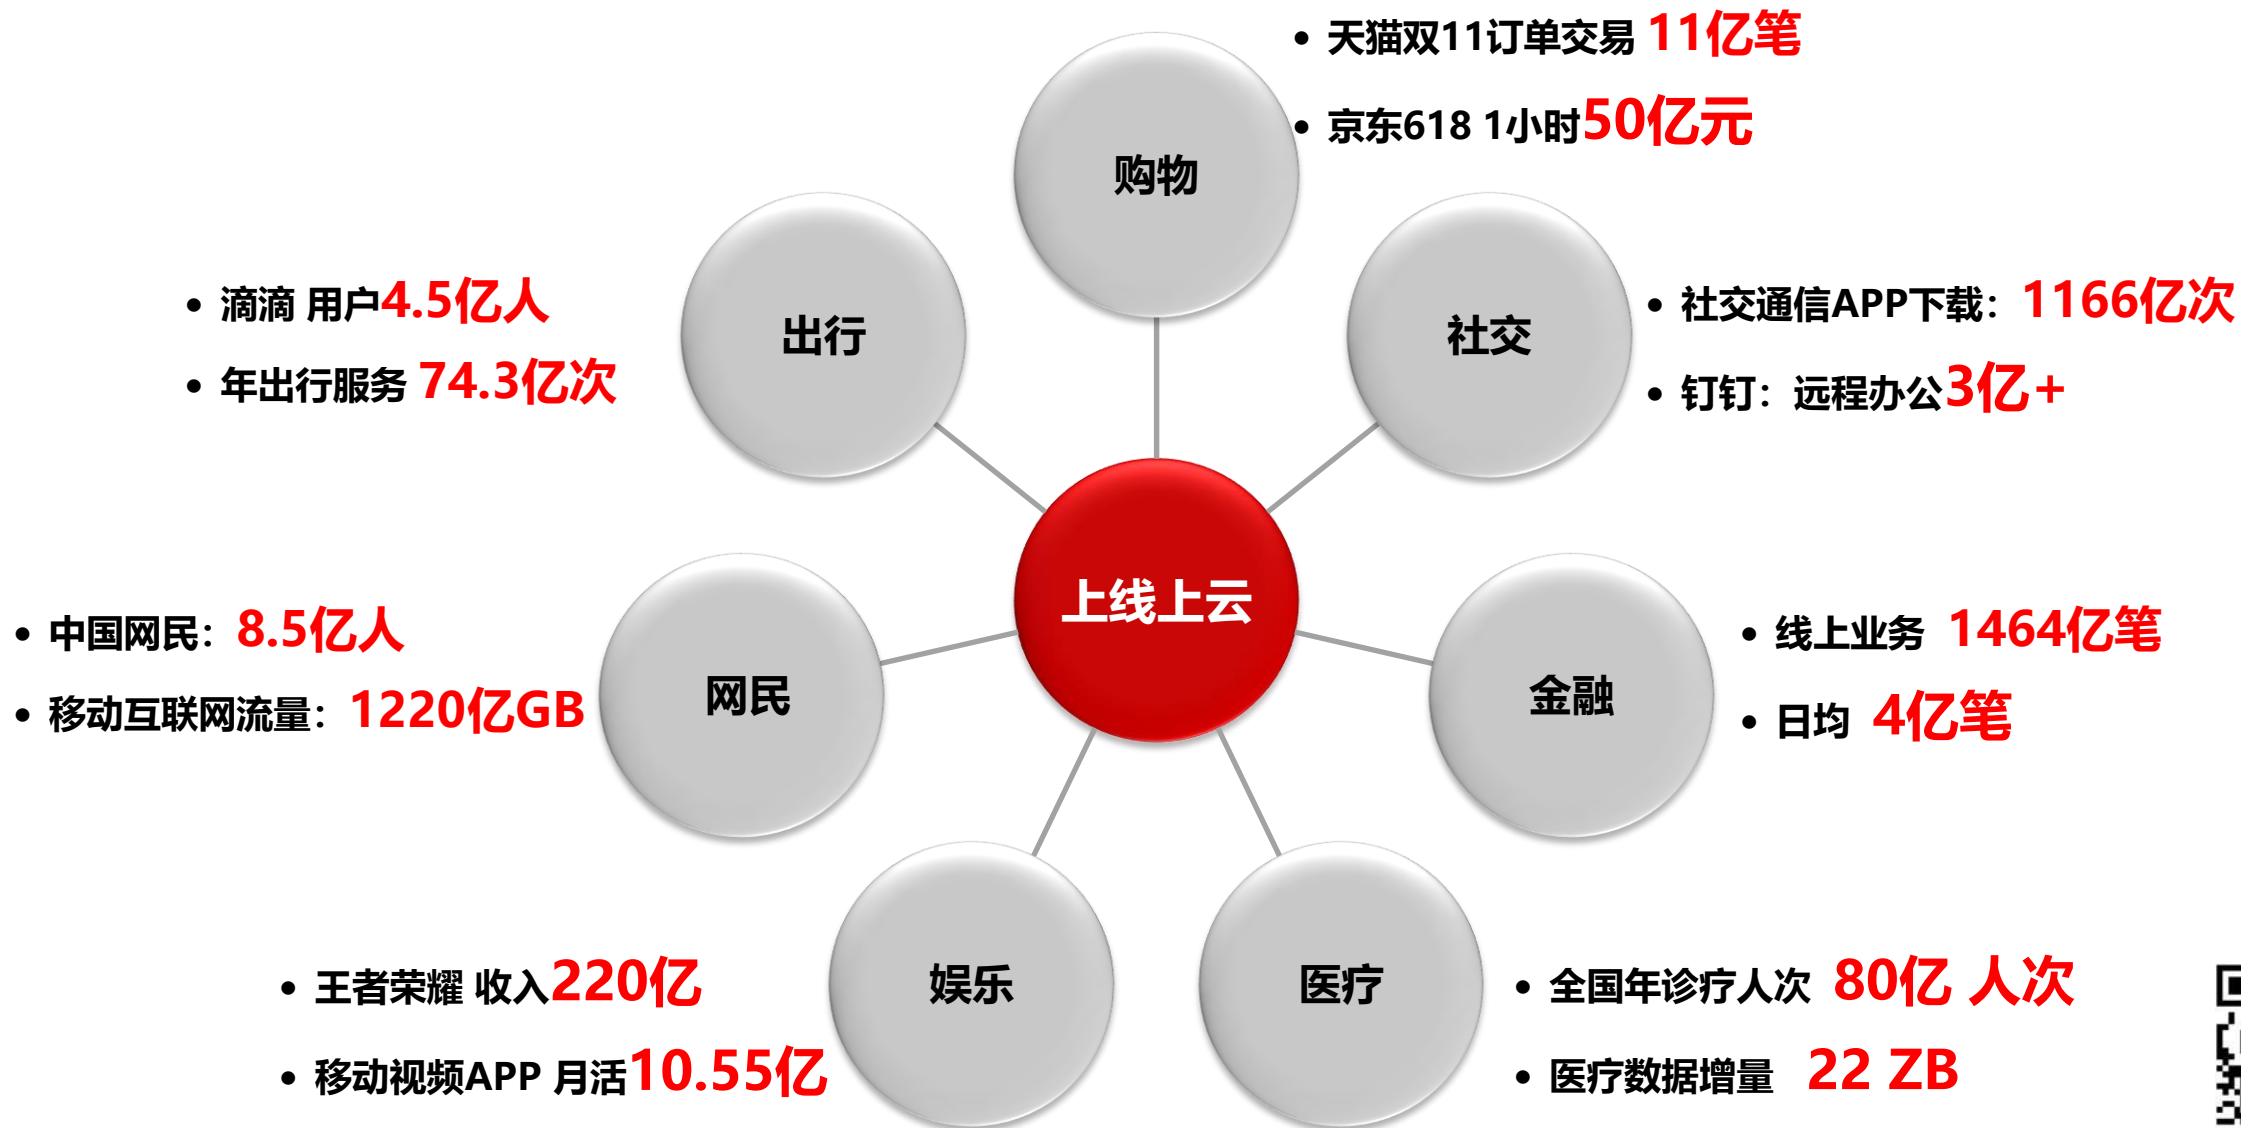 天猫双11订单交易 11亿笔
京东618 1小时50亿元
购物
滴滴 用户4.5亿人
年出行服务 74.3亿次
出行
社交
社交通信APP下载：1166亿次
钉钉：远程办公3亿+
上线上云
中国网民：8.5亿人
移动互联网流量：1220亿GB
网民
金融
线上业务 1464亿笔
日均 4亿笔
王者荣耀 收入220亿
移动视频APP 月活10.55亿
娱乐
医疗
全国年诊疗人次 80亿 人次
医疗数据增量 22 ZB